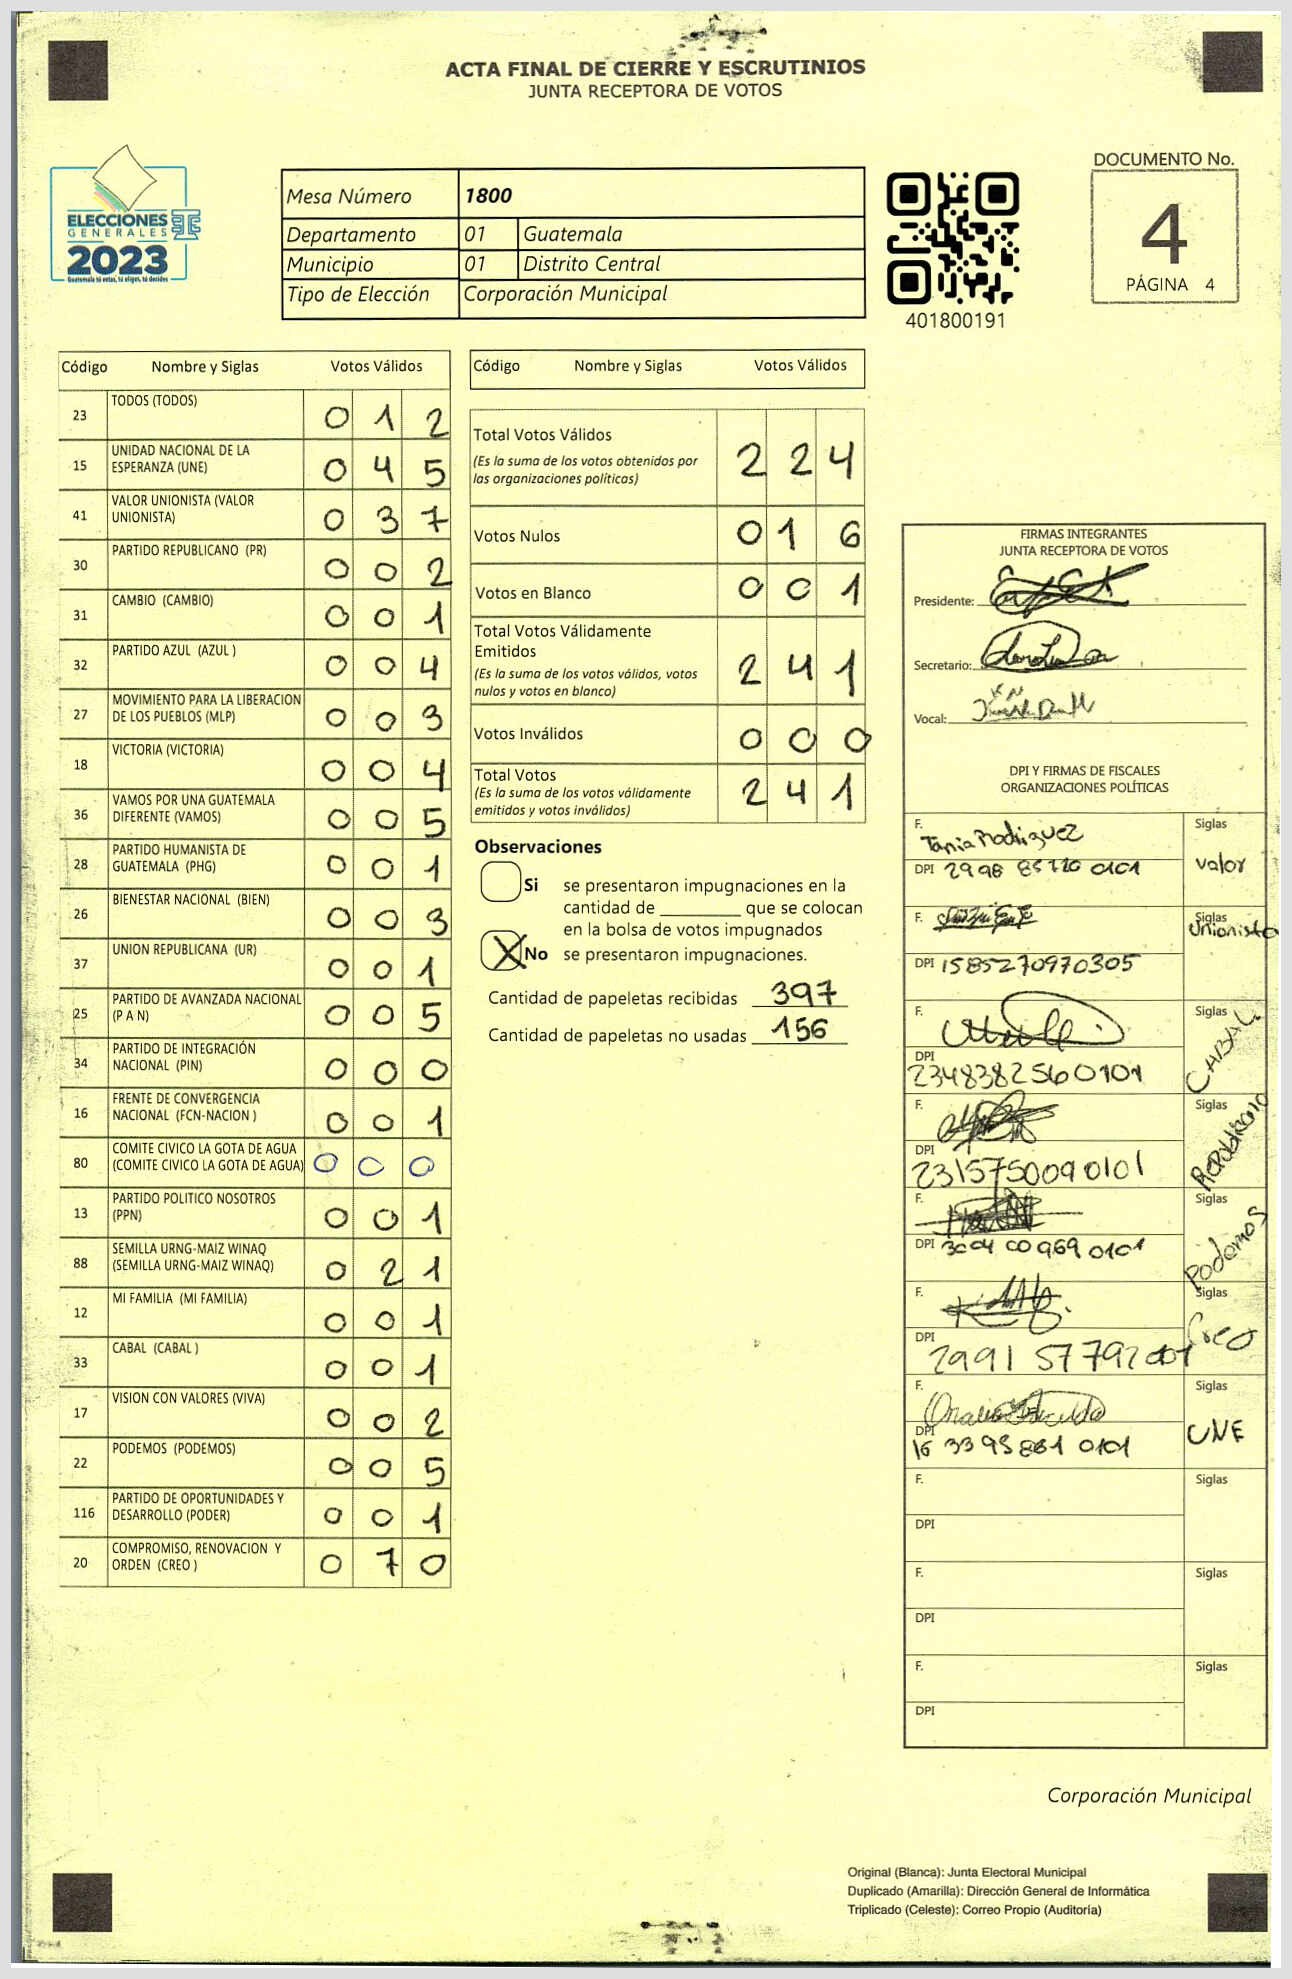 ACTA FINAL DE CIERRE Y ESCRUTINIOS
JUNTA RECEPTORA DE VOTOS
ELECCIONES
GENERALES
2023
Guatemala tú votas, tú eliges, tú decides
Mesa Número 1800
Departamento 01 Guatemala
Municipio 01 Distrito Central
Tipo de Elección Corporación Municipal
401800191
DOCUMENTO No.
4
PÁGINA 4
Código Nombre y Siglas Votos Válidos
23 TODOS (TODOS) 0 1 2
15 UNIDAD NACIONAL DE LA
ESPERANZA (UNE) 0 4 5
41 VALOR UNIONISTA (VALOR
UNIONISTA) 0 3 7
30 PARTIDO REPUBLICANO (PR) 0 0 2
31 CAMBIO (CAMBIO) 0 0 1
32 PARTIDO AZUL (AZUL ) 0 0 4
27 MOVIMIENTO PARA LA LIBERACION
DE LOS PUEBLOS (MLP) 0 0 3
18 VICTORIA (VICTORIA) 0 0 4
36 VAMOS POR UNA GUATEMALA
DIFERENTE (VAMOS) 0 0 5
28 PARTIDO HUMANISTA DE
GUATEMALA (PHG) 0 0 1
26 BIENESTAR NACIONAL (BIEN) 0 0 3
37 UNION REPUBLICANA (UR) 0 0 1
25 PARTIDO DE AVANZADA NACIONAL
(P A N) 0 0 5
34 PARTIDO DE INTEGRACIÓN
NACIONAL (PIN) 0 0 0
16 FRENTE DE CONVERGENCIA
NACIONAL (FCN-NACION ) 0 0 1
80 COMITE CIVICO LA GOTA DE AGUA
(COMITE CIVICO LA GOTA DE AGUA) 0 0 0
13 PARTIDO POLITICO NOSOTROS
(PPN) 0 0 1
88 SEMILLA URNG-MAIZ WINAQ
(SEMILLA URNG-MAIZ WINAQ) 0 2 1
12 MI FAMILIA (MI FAMILIA) 0 0 1
33 CABAL (CABAL ) 0 0 1
17 VISION CON VALORES (VIVA) 0 0 2
22 PODEMOS (PODEMOS) 0 0 5
116 PARTIDO DE OPORTUNIDADES Y
DESARROLLO (PODER) 0 0 1
20 COMPROMISO, RENOVACION Y
ORDEN (CREO ) 0 7 0
Código Nombre y Siglas Votos Válidos
Total Votos Válidos 2 2 4
(Es la suma de los votos obtenidos por
las organizaciones políticas)
Votos Nulos 0 1 6
Votos en Blanco 0 0 1
Total Votos Válidamente
Emitidos 2 4 1
(Es la suma de los votos válidos, votos
nulos y votos en blanco)
Votos Inválidos 0 0 0
Total Votos 2 4 1
(Es la suma de los votos válidamente
emitidos y votos inválidos)
Observaciones
Si se presentaron impugnaciones en la
cantidad de ________ que se colocan
en la bolsa de votos impugnados
X No se presentaron impugnaciones.
Cantidad de papeletas recibidas 397
Cantidad de papeletas no usadas 156
FIRMAS INTEGRANTES
JUNTA RECEPTORA DE VOTOS
Presidente:
Secretario:
Vocal:
DPI Y FIRMAS DE FISCALES
ORGANIZACIONES POLÍTICAS
F. Tania Rodriguez Siglas
DPI 2998 85720 0101 valor
F. Siglas
Unionista
DPI 1585270970305
F. Siglas
CABAL
DPI
2348382560101
F. Siglas
Republicano
DPI
2315750090101
F. Siglas
Podemos
DPI 3004 00969 0101
F. Siglas
Creo
DPI
2991 57792
F. Siglas
UNE
DPI
16 33 95 861 0101
F. Siglas
DPI
F. Siglas
DPI
F. Siglas
DPI
Corporación Municipal
Original (Blanca): Junta Electoral Municipal
Duplicado (Amarilla): Dirección General de Informática
Triplicado (Celeste): Correo Propio (Auditoría)